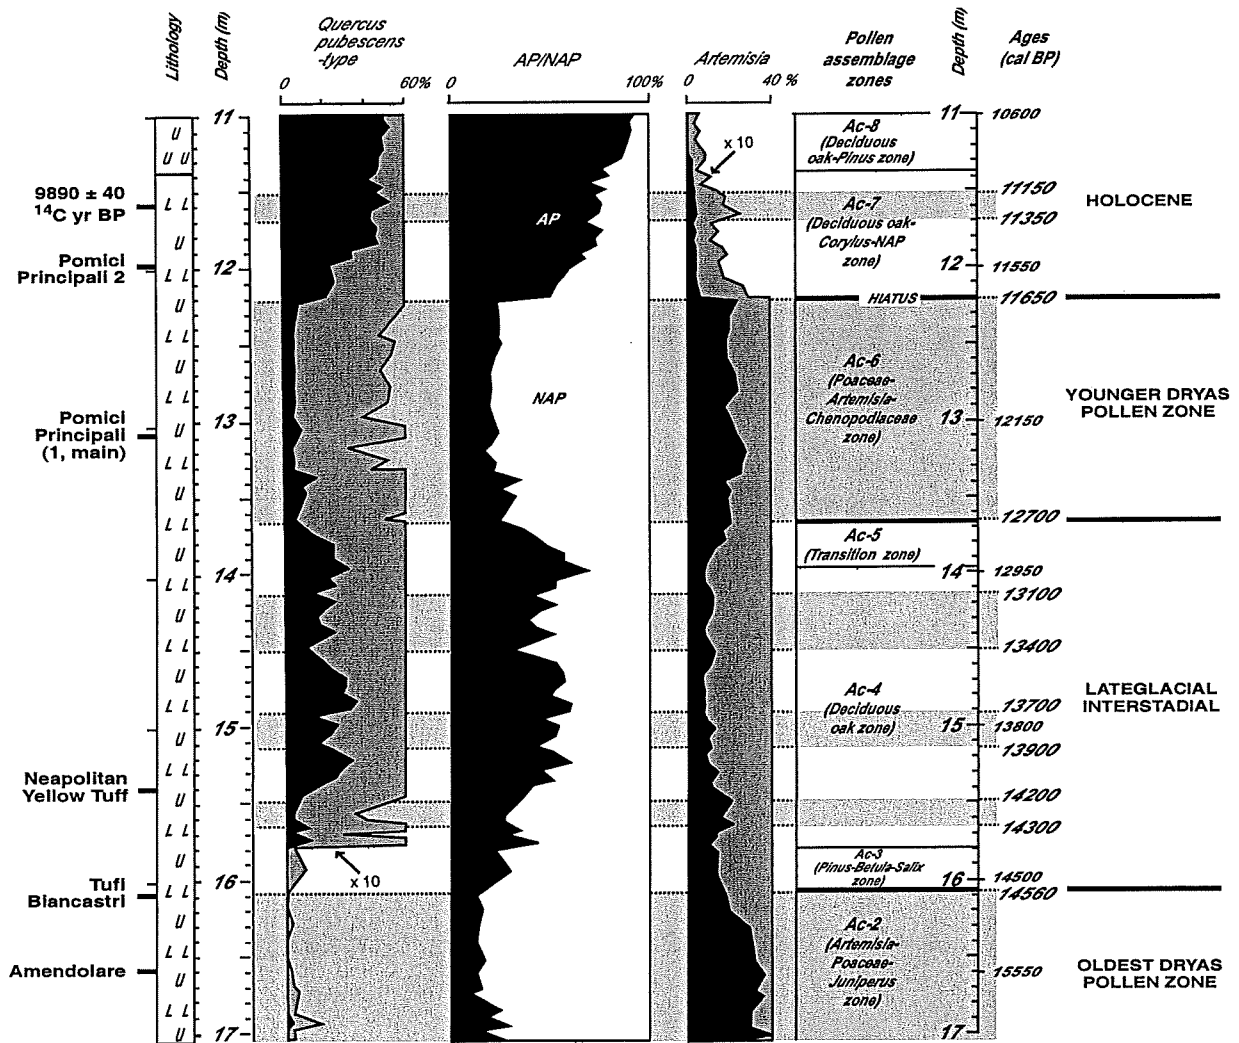 Lithology
Depth (m)
Quercus
pubescens
-type
AP/NAP
Artemisia
Pollen
assemblage
zones
Depth (m)
Ages
(cal BP)
0 60%
0 100%
0 40 %
11
12
13
14
15
16
17
U
U U
L L
U
L L
U
L L
U
L L
U
L L
U
L L
U
L L
U
L L
U
L L
U
L L
U
L L
U
L L
U
L L
U
L L
U
9890 ± 40
14C yr BP
Pomici
Principali 2
Pomici
Principali
(1, main)
Neapolitan
Yellow Tuff
Tufi
Biancastri
Amendolare
x 10
AP
NAP
x 10
Ac-8
(Deciduous
oak-Pinus zone)
Ac-7
(Deciduous oak-
Corylus-NAP
zone)
HIATUS
Ac-6
(Poaceae-
Artemisia-
Chenopodiaceae
zone)
Ac-5
(Transition zone)
Ac-4
(Deciduous
oak zone)
Ac-3
(Pinus-Betula-Salix
zone)
Ac-2
(Artemisia-
Poaceae-
Juniperus
zone)
11
12
13
14
15
16
17
10600
11150
11350
11550
11650
12150
12700
12950
13100
13400
13700
13800
13900
14200
14300
14500
14560
15550
HOLOCENE
YOUNGER DRYAS
POLLEN ZONE
LATEGLACIAL
INTERSTADIAL
OLDEST DRYAS
POLLEN ZONE